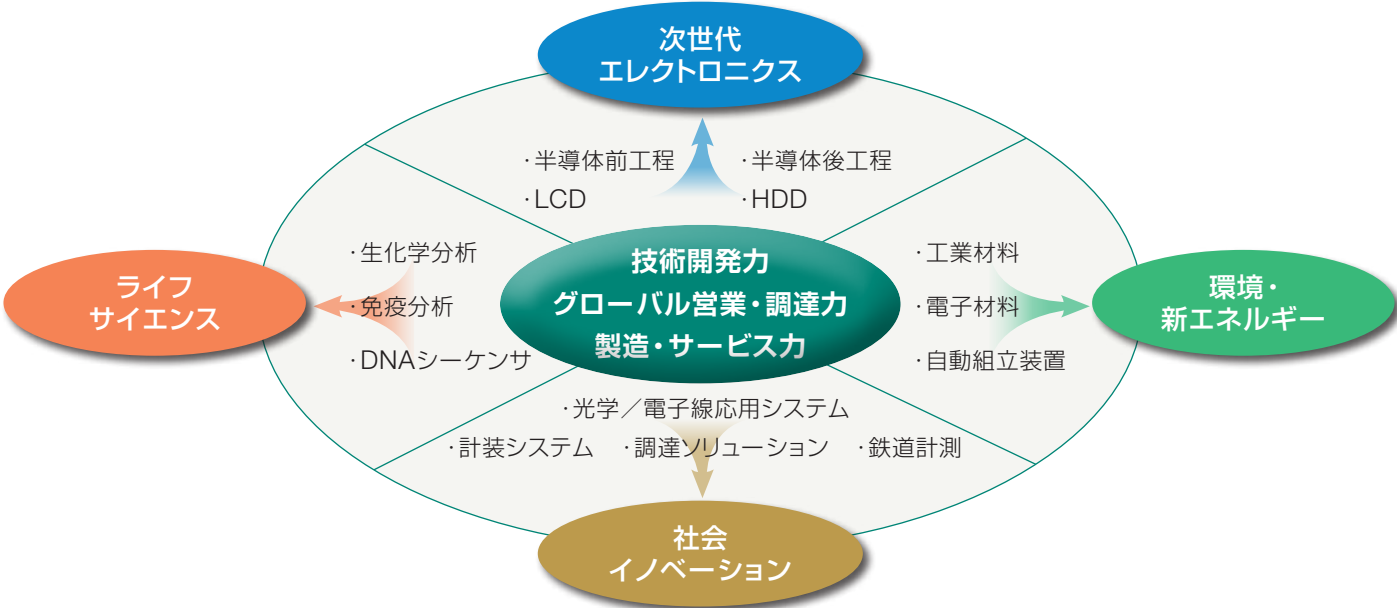 次世代
エレクトロニクス
・半導体前工程
・半導体後工程
・LCD
・HDD
ライフ
サイエンス
・生化学分析
・免疫分析
・DNAシーケンサ
技術開発力
グローバル営業・調達力
製造・サービス力
・工業材料
・電子材料
・自動組立装置
環境・
新エネルギー
・光学／電子線応用システム
・計装システム ・調達ソリューション ・鉄道計測
社会
イノベーション